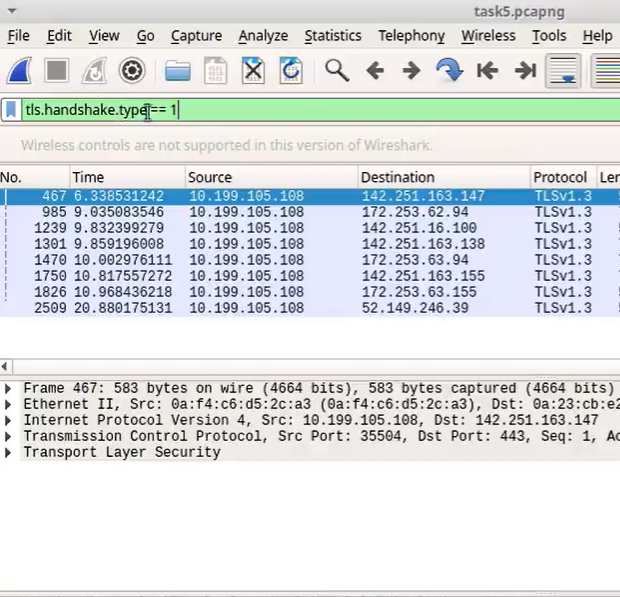 task5.pcapng
File Edit View Go Capture Analyze Statistics Telephony Wireless Tools Help
tls.handshake.type == 1
Wireless controls are not supported in this version of Wireshark.
No. Time Source Destination Protocol Len
467 6.338531242 10.199.105.108 142.251.163.147 TLSv1.3
985 9.035083546 10.199.105.108 172.253.62.94 TLSv1.3
1239 9.832399279 10.199.105.108 142.251.16.100 TLSv1.3
1301 9.859196008 10.199.105.108 142.251.163.138 TLSv1.3
1470 10.002976111 10.199.105.108 172.253.63.94 TLSv1.3
1750 10.817557272 10.199.105.108 142.251.163.155 TLSv1.3
1826 10.968436218 10.199.105.108 172.253.63.155 TLSv1.3
2509 20.880175131 10.199.105.108 52.149.246.39 TLSv1.3
Frame 467: 583 bytes on wire (4664 bits), 583 bytes captured (4664 bits)
Ethernet II, Src: 0a:f4:c6:d5:2c:a3 (0a:f4:c6:d5:2c:a3), Dst: 0a:23:cb:e2
Internet Protocol Version 4, Src: 10.199.105.108, Dst: 142.251.163.147
Transmission Control Protocol, Src Port: 35504, Dst Port: 443, Seq: 1, Ac
Transport Layer Security